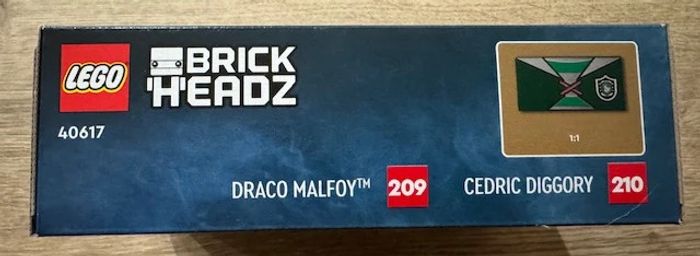 LEGO
BRICK
HEADZ
40617
1:1
DRACO MALFOY™ 209
CEDRIC DIGGORY 210